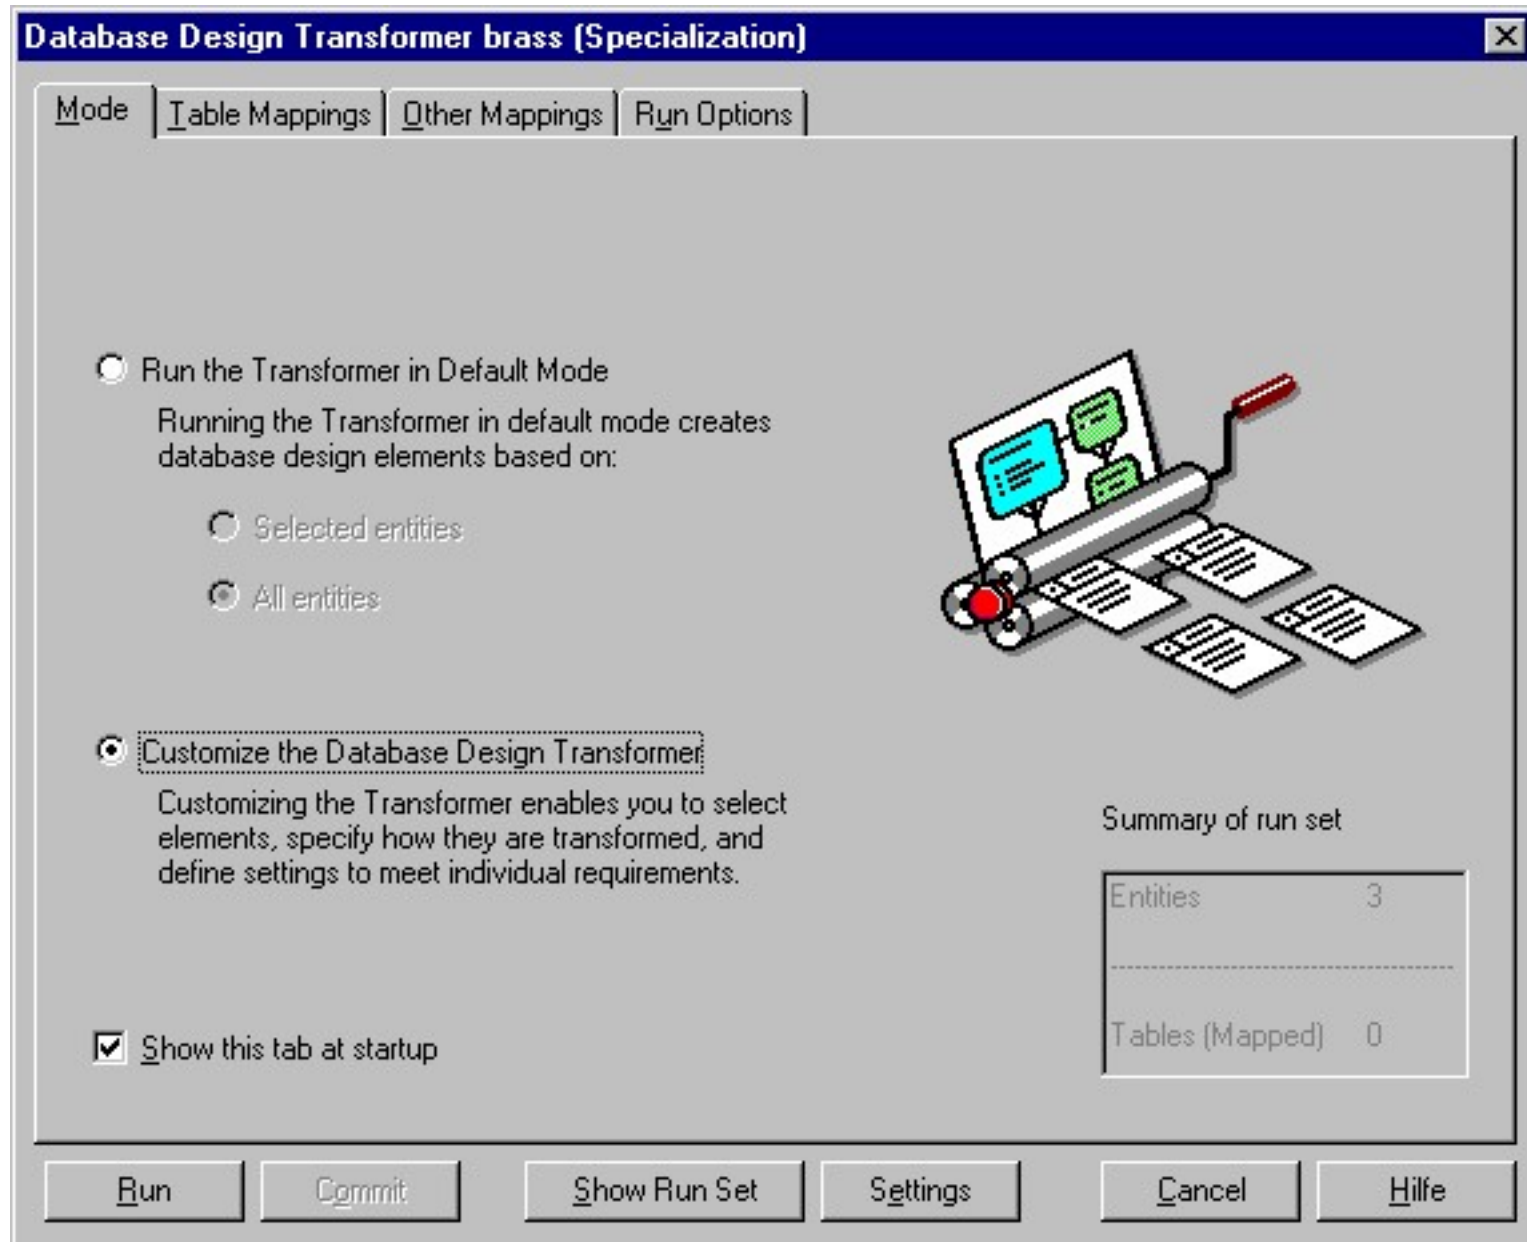 Database Design Transformer brass (Specialization)
Mode Table Mappings Other Mappings Run Options
Run the Transformer in Default Mode
Running the Transformer in default mode creates
database design elements based on:
Selected entities
All entities
Customize the Database Design Transformer
Customizing the Transformer enables you to select
elements, specify how they are transformed, and
define settings to meet individual requirements.
Summary of run set
Entities 3
Tables (Mapped) 0
Show this tab at startup
Run Commit Show Run Set Settings Cancel Hilfe